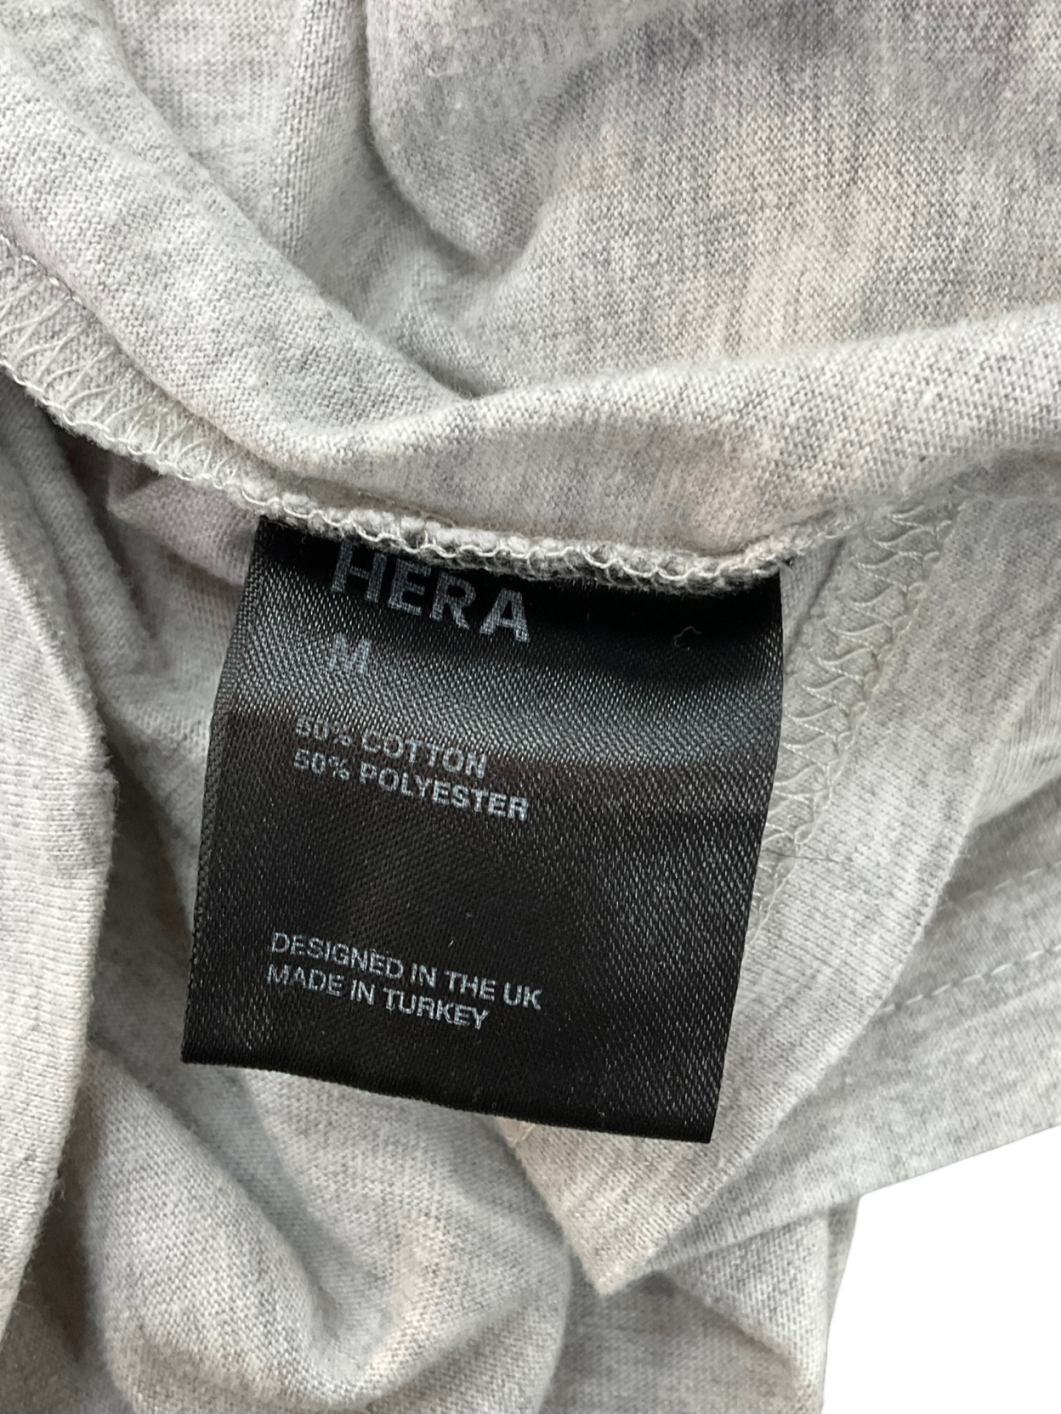 HERA
M
50% COTTON
50% POLYESTER
DESIGNED IN THE UK
MADE IN TURKEY